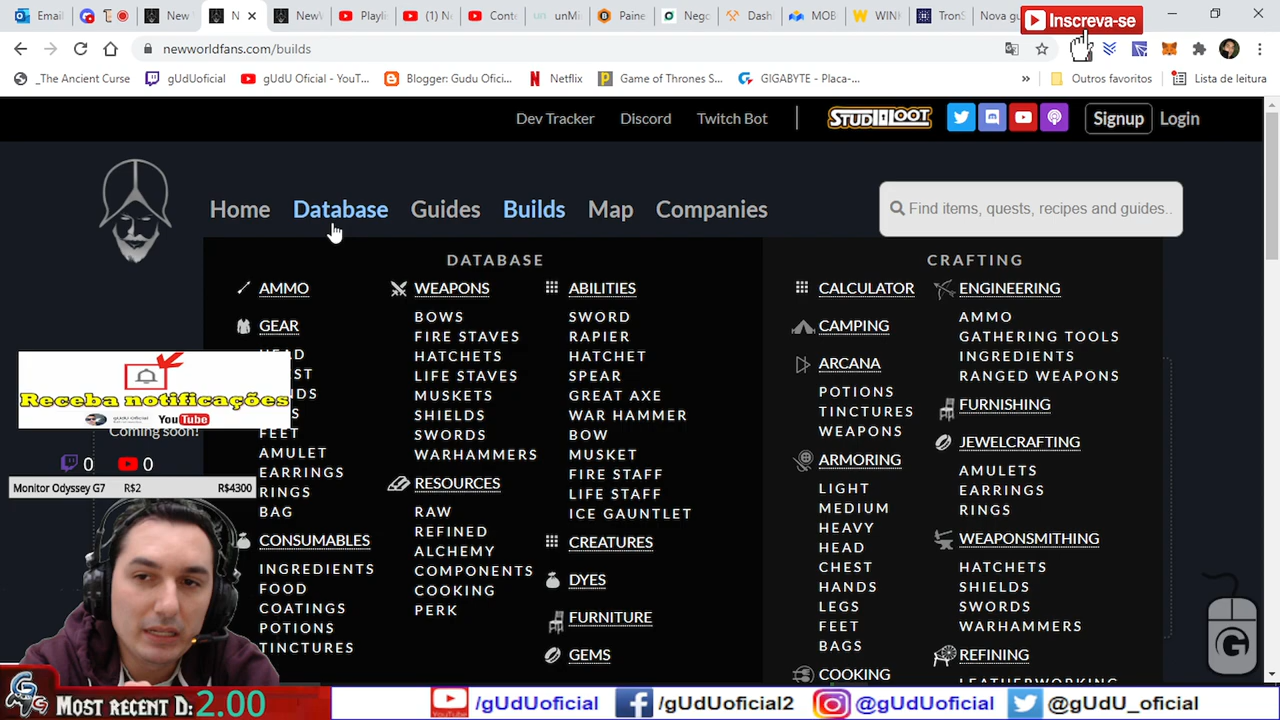 Email
New
N
New
Playli
(1) N
Conte
unMi
Paine
Nego
Dash
MOB
WINK
TronS
Nova gu
Inscreva-se
newworldfans.com/builds
_The Ancient Curse
gUdUoficial
gUdU Oficial - YouT...
Blogger: Gudu Ofici...
Netflix
Game of Thrones S...
GIGABYTE - Placa-...
»
Outros favoritos
Lista de leitura
Dev Tracker
Discord
Twitch Bot
STUDIOLOOT
Signup
Login
Home
Database
Guides
Builds
Map
Companies
Find items, quests, recipes and guides..
DATABASE
AMMO
GEAR
HEAD
FEET
AMULET
EARRINGS
RINGS
BAG
CONSUMABLES
INGREDIENTS
FOOD
COATINGS
POTIONS
TINCTURES
WEAPONS
BOWS
FIRE STAVES
HATCHETS
LIFE STAVES
MUSKETS
SHIELDS
SWORDS
WARHAMMERS
RESOURCES
RAW
REFINED
ALCHEMY
COMPONENTS
COOKING
PERK
ABILITIES
SWORD
RAPIER
HATCHET
SPEAR
GREAT AXE
WAR HAMMER
BOW
MUSKET
FIRE STAFF
LIFE STAFF
ICE GAUNTLET
CREATURES
DYES
FURNITURE
GEMS
CRAFTING
CALCULATOR
CAMPING
ARCANA
POTIONS
TINCTURES
WEAPONS
ARMORING
LIGHT
MEDIUM
HEAVY
HEAD
CHEST
HANDS
LEGS
FEET
BAGS
COOKING
ENGINEERING
AMMO
GATHERING TOOLS
INGREDIENTS
RANGED WEAPONS
FURNISHING
JEWELCRAFTING
AMULETS
EARRINGS
RINGS
WEAPONSMITHING
HATCHETS
SHIELDS
SWORDS
WARHAMMERS
REFINING
LEATHERWORKING
Receba notificações
gUdU Oficial YouTube
Coming soon!
0
0
Monitor Odyssey G7 R$2 R$4300
G
MOST RECENT D: 2.00
/gUdUoficial
/gUdUoficial2
@gUdUoficial
@gUdU_oficial